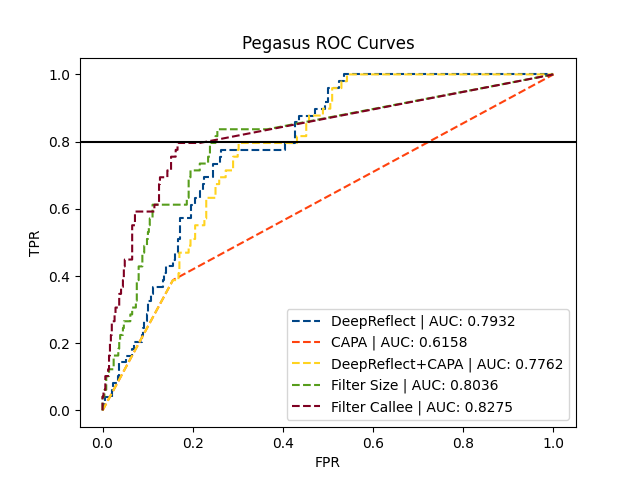 Pegasus ROC Curves
1.0
0.8
0.6
0.4
0.2
0.0
TPR
0.0 0.2 0.4 0.6 0.8 1.0
FPR
DeepReflect | AUC: 0.7932
CAPA | AUC: 0.6158
DeepReflect+CAPA | AUC: 0.7762
Filter Size | AUC: 0.8036
Filter Callee | AUC: 0.8275